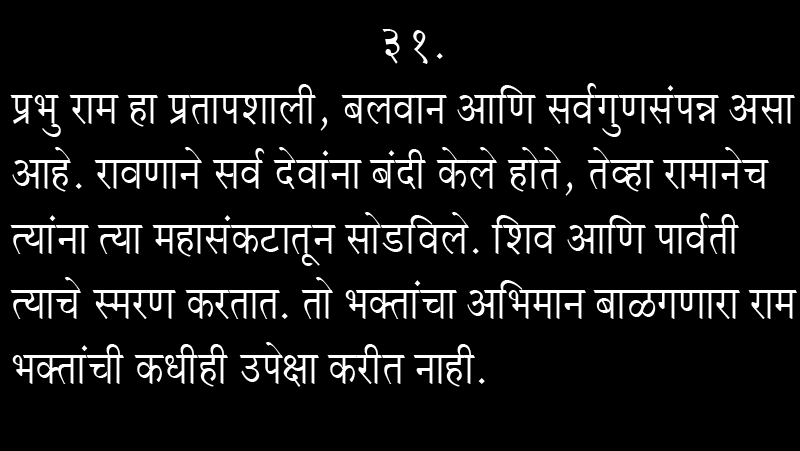 ३१.
प्रभु राम हा प्रतापशाली, बलवान आणि सर्वगुणसंपन्न असा
आहे. रावणाने सर्व देवांना बंदी केले होते, तेव्हा रामानेच
त्यांना त्या महासंकटातून सोडविले. शिव आणि पार्वती
त्याचे स्मरण करतात. तो भक्तांचा अभिमान बाळगणारा राम
भक्तांची कधीही उपेक्षा करीत नाही.